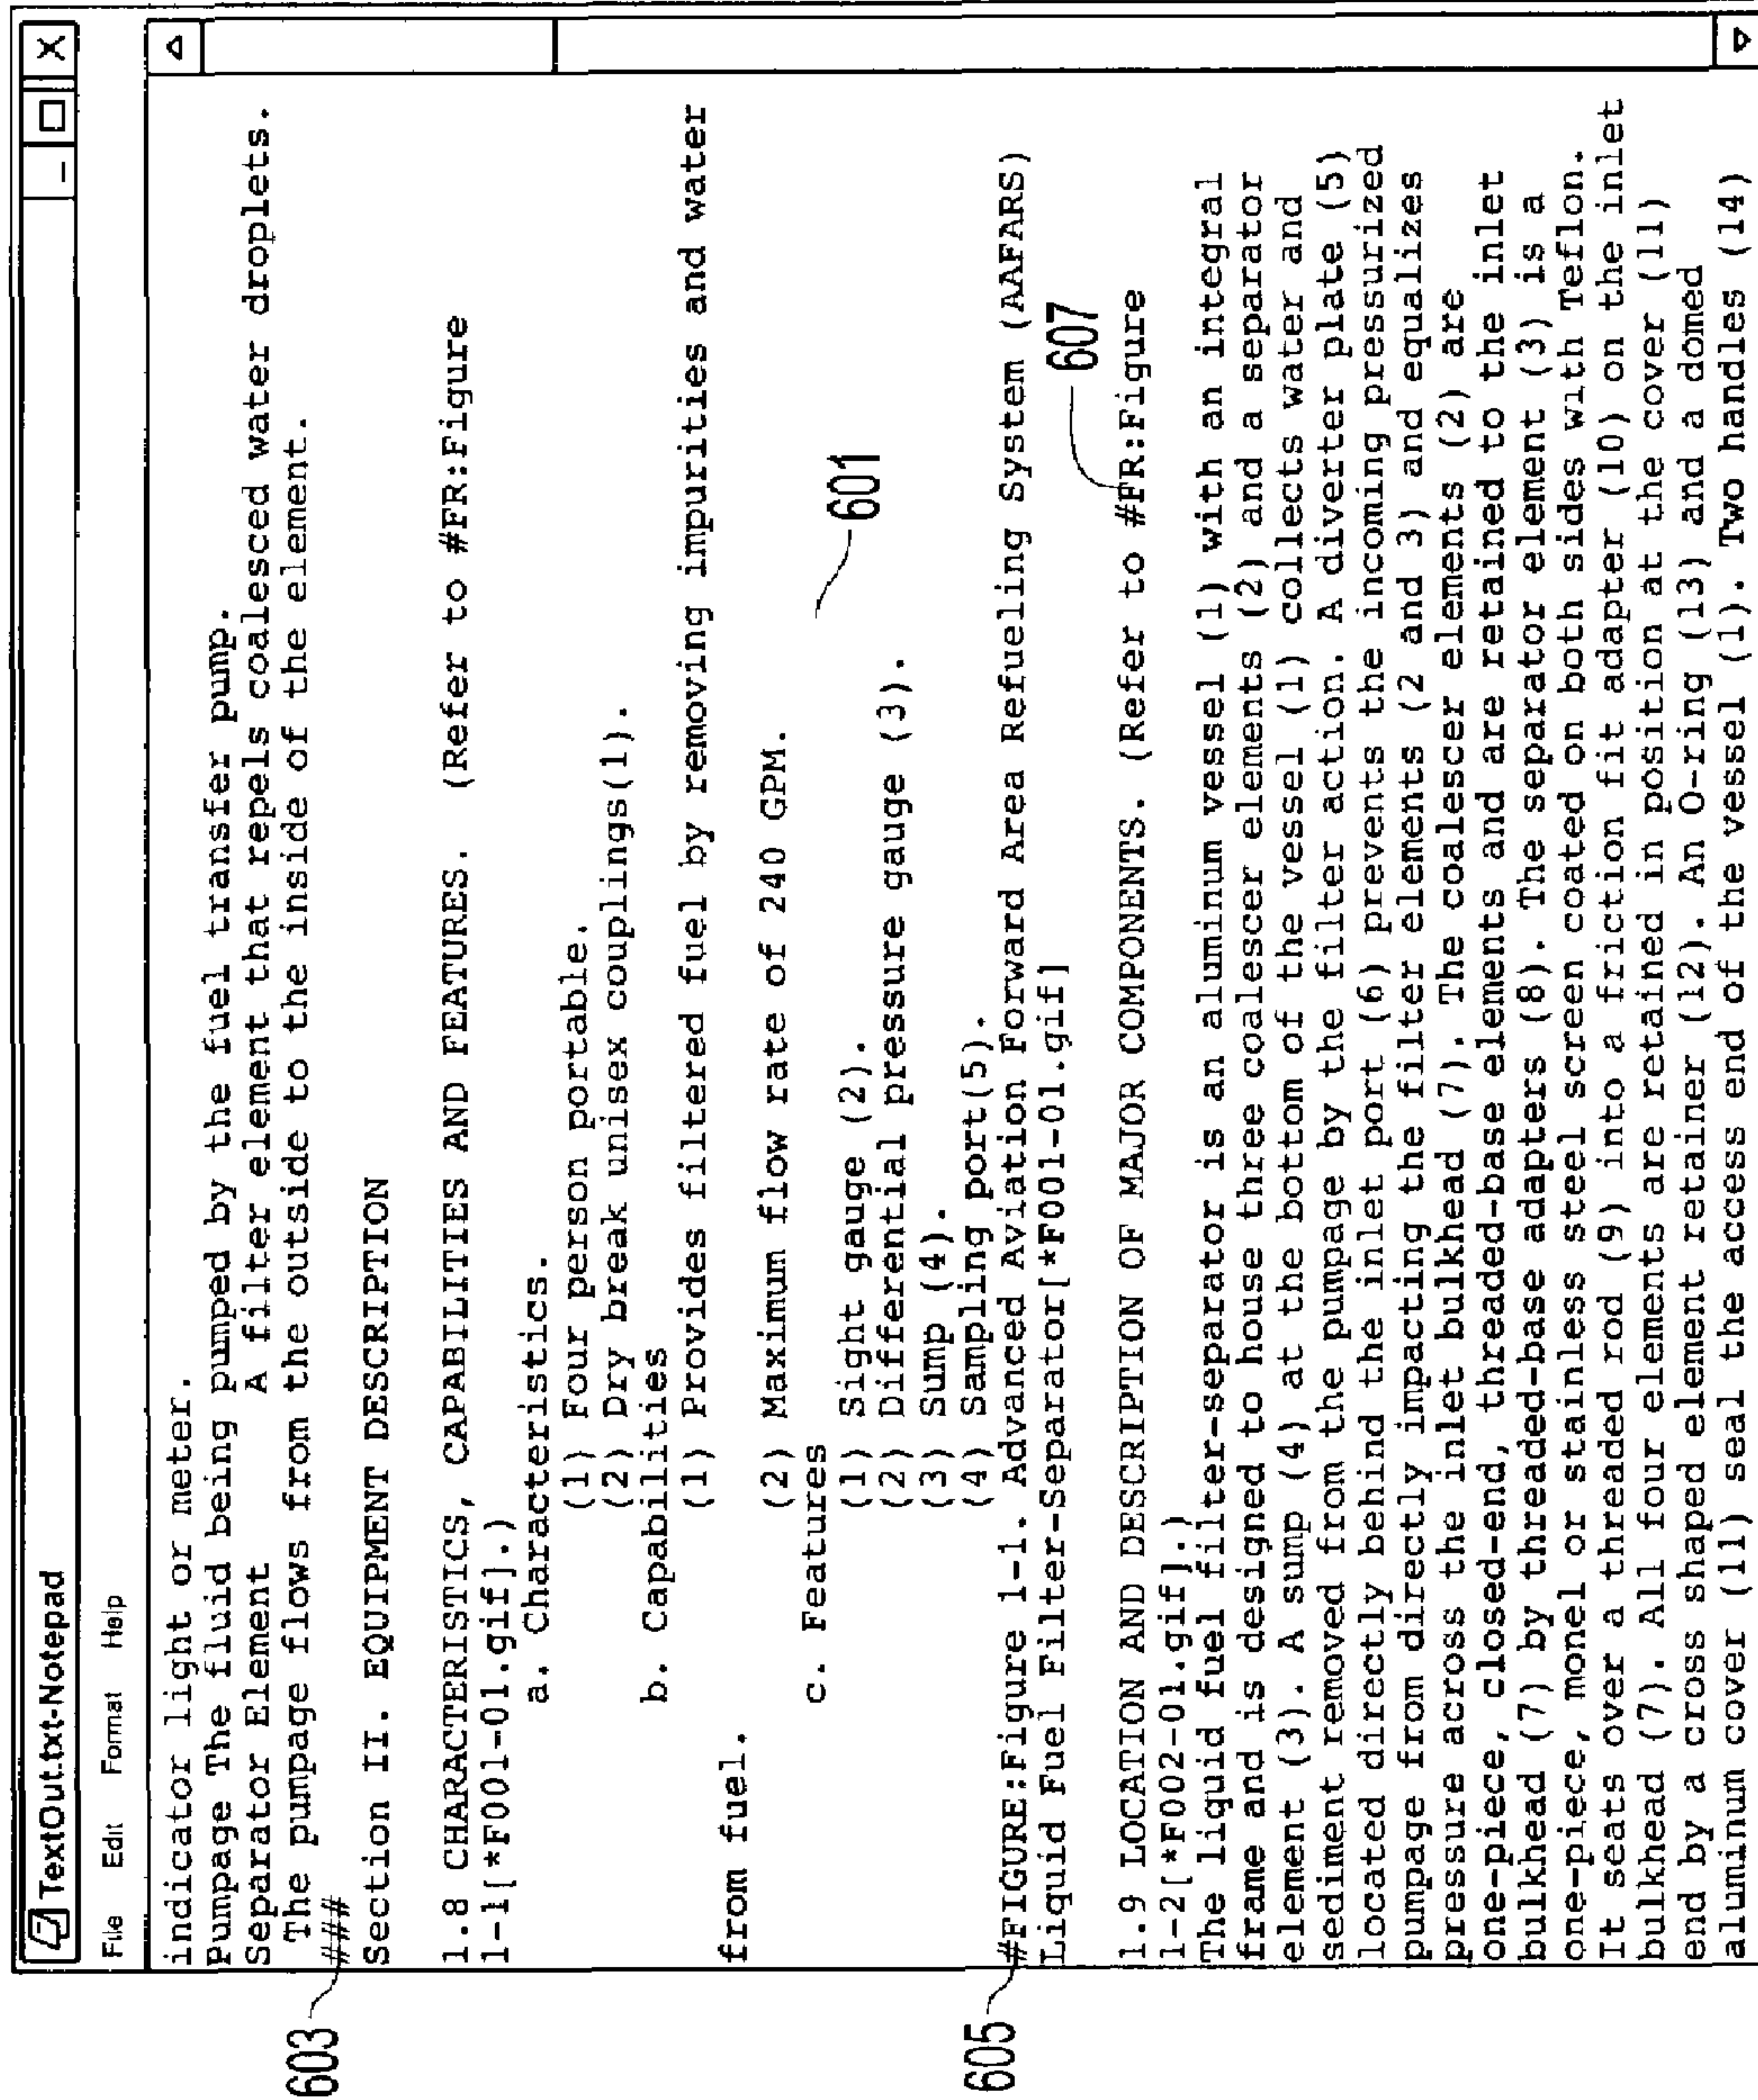 TextOut.txt-Notepad
_ □ X
File Edit Format Help
indicator light or meter.
Pumpage The fluid being pumped by the fuel transfer pump.
Separator Element A filter element that repels coalesced water droplets.
The pumpage flows from the outside to the inside of the element.
603
###
Section II. EQUIPMENT DESCRIPTION
1.8 CHARACTERISTICS, CAPABILITIES AND FEATURES. (Refer to #FR:Figure
1-1[*F001-01.gif].)
a. Characteristics.
(1) Four person portable.
(2) Dry break unisex couplings(1).
b. Capabilities
(1) Provides filtered fuel by removing impurities and water
from fuel.
(2) Maximum flow rate of 240 GPM.
601
c. Features
(1) Sight gauge (2).
(2) Differential pressure gauge (3).
(3) Sump (4).
(4) Sampling port(5).
605
#FIGURE:Figure 1-1. Advanced Aviation Forward Area Refueling System (AAFARS)
Liquid Fuel Filter-Separator[*F001-01.gif]
607
1.9 LOCATION AND DESCRIPTION OF MAJOR COMPONENTS. (Refer to #FR:Figure
1-2[*F002-01.gif].)
The liquid fuel filter-separator is an aluminum vessel (1) with an integral
frame and is designed to house three coalescer elements (2) and a separator
element (3). A sump (4) at the bottom of the vessel (1) collects water and
sediment removed from the pumpage by the filter action. A diverter plate (5)
located directly behind the inlet port (6) prevents the incoming pressurized
pumpage from directly impacting the filter elements (2 and 3) and equalizes
pressure across the inlet bulkhead (7). The coalescer elements (2) are
one-piece, closed-end, threaded-base elements and are retained to the inlet
bulkhead (7) by threaded-base adapters (8). The separator element (3) is a
one-piece, monel or stainless steel screen coated on both sides with Teflon.
It seats over a threaded rod (9) into a friction fit adapter (10) on the inlet
bulkhead (7). All four elements are retained in position at the cover (11)
end by a cross shaped element retainer (12). An O-ring (13) and a domed
aluminum cover (11) seal the access end of the vessel (1). Two handles (14)